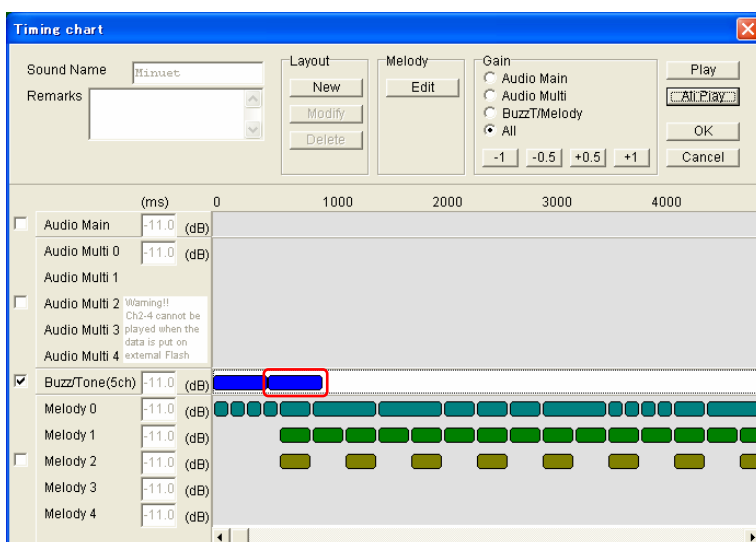 Timing chart
Sound Name Minuet
Remarks
Layout
New
Modify
Delete
Melody
Edit
Gain
Audio Main
Audio Multi
BuzzT/Melody
All
-1 -0.5 +0.5 +1
Play
All Play
OK
Cancel
(ms) 0 1000 2000 3000 4000
Audio Main -11.0 (dB)
Audio Multi 0 -11.0 (dB)
Audio Multi 1
Audio Multi 2
Audio Multi 3
Audio Multi 4
Warning!!
Ch2-4 cannot be
played when the
data is put on
external Flash
Buzz/Tone(5ch) -11.0 (dB)
Melody 0 -11.0 (dB)
Melody 1 -11.0 (dB)
Melody 2 -11.0 (dB)
Melody 3 -11.0 (dB)
Melody 4 -11.0 (dB)